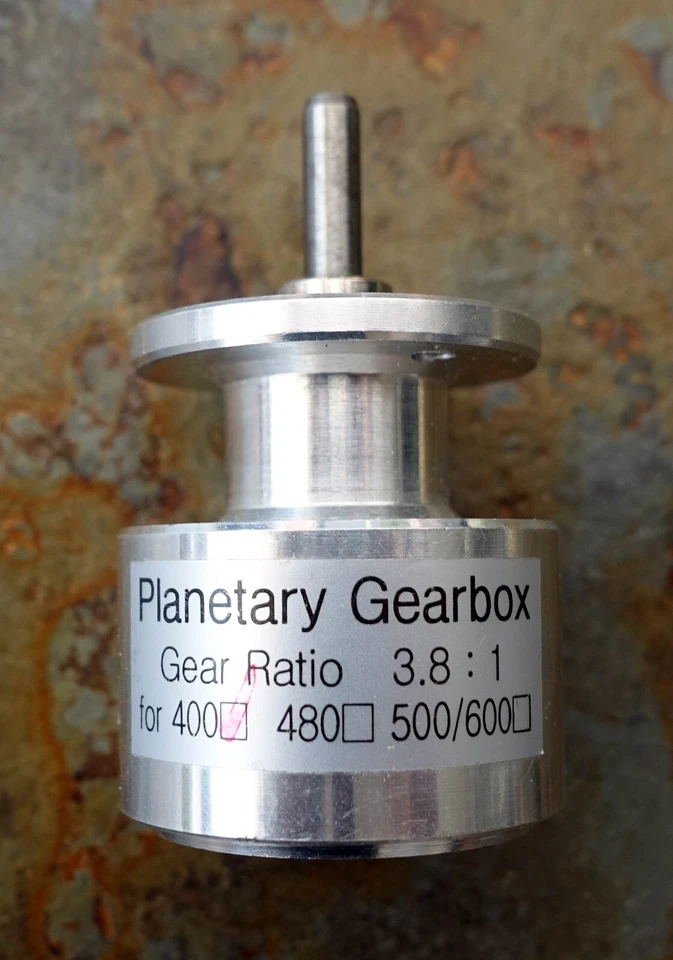 Planetary Gearbox
Gear Ratio 3.8 : 1
for 400☑ 480☐ 500/600☐